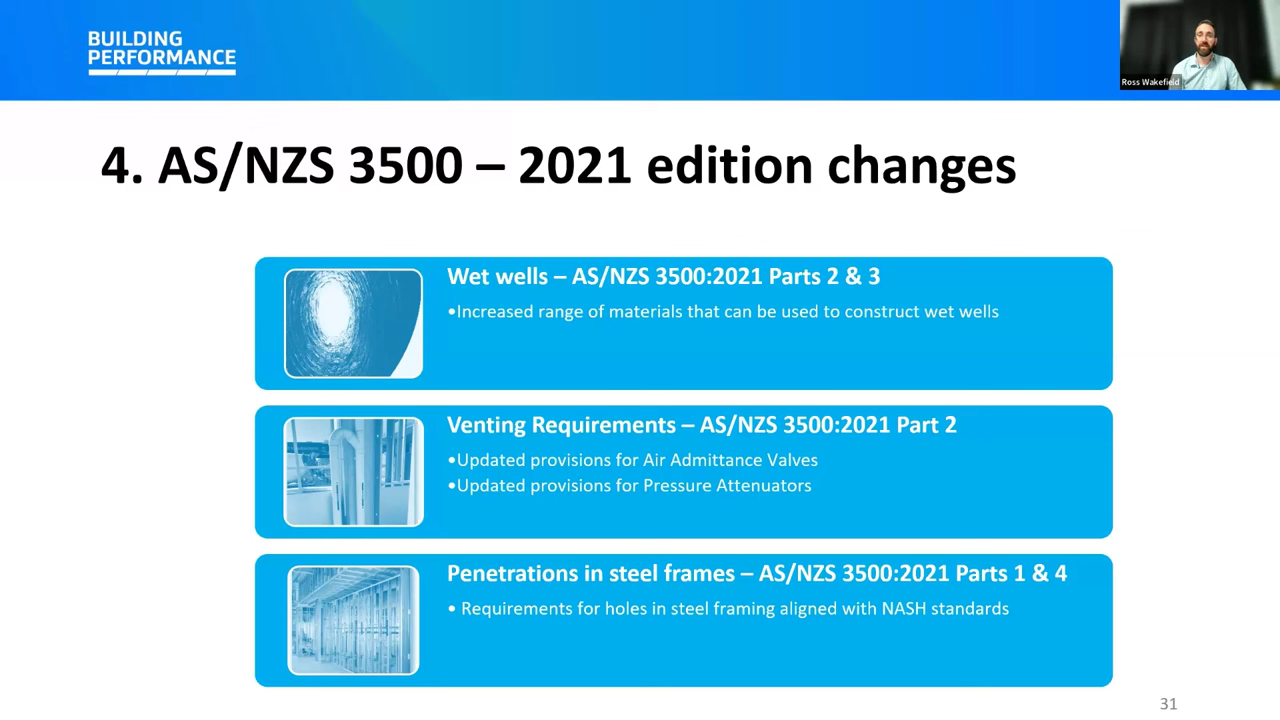 BUILDING
PERFORMANCE
Ross Wakefield
4. AS/NZS 3500 – 2021 edition changes
Wet wells – AS/NZS 3500:2021 Parts 2 & 3
•Increased range of materials that can be used to construct wet wells
Venting Requirements – AS/NZS 3500:2021 Part 2
•Updated provisions for Air Admittance Valves
•Updated provisions for Pressure Attenuators
Penetrations in steel frames – AS/NZS 3500:2021 Parts 1 & 4
• Requirements for holes in steel framing aligned with NASH standards
31